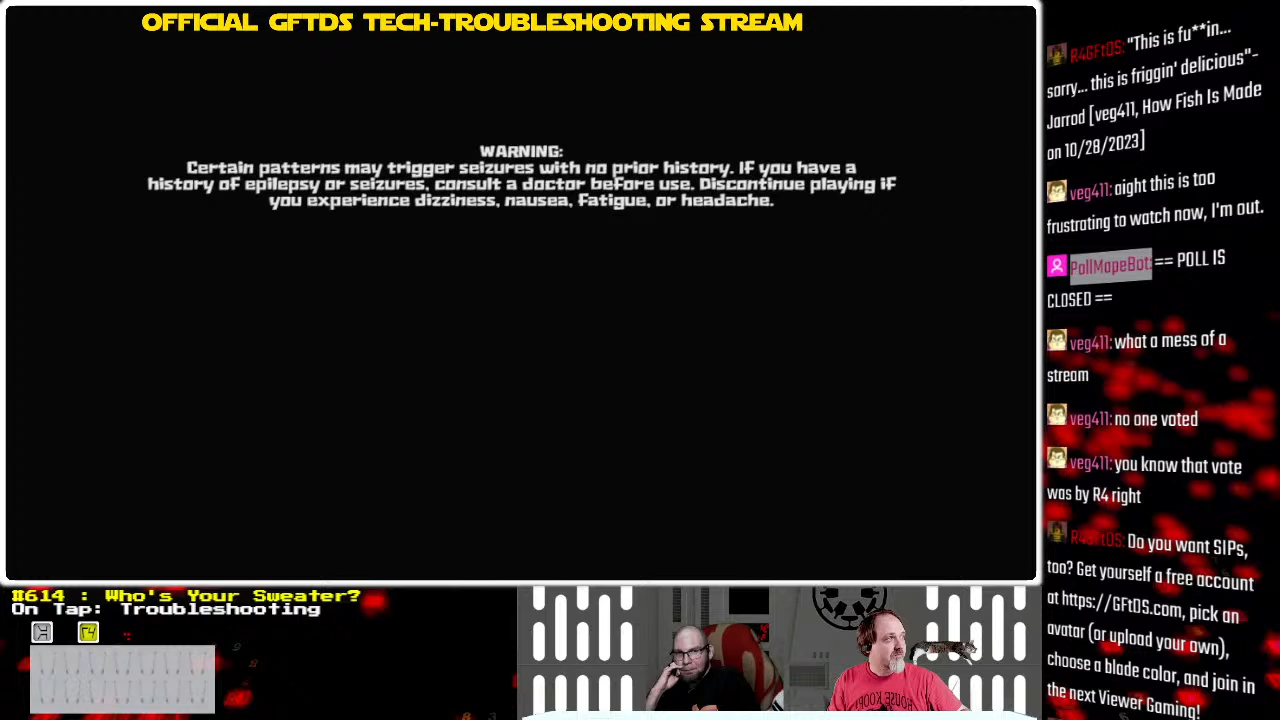 OFFICIAL GFTDS TECH-TROUBLESHOOTING STREAM
WARNING:
Certain patterns may trigger seizures with no prior history. If you have a
history of epilepsy or seizures, consult a doctor before use. Discontinue playing if
you experience dizziness, nausea, fatigue, or headache.
R4GFtDS: "This is fu**in...
sorry... this is friggin' delicious"-
Jarrod [veg411, How Fish Is Made
on 10/28/2023]
veg411: aight this is too
frustrating to watch now, I'm out.
PollMopeBot: == POLL IS
CLOSED ==
veg411: what a mess of a
stream
veg411: no one voted
veg411: you know that vote
was by R4 right
R4GFtDS: Do you want SIPs,
too? Get yourself a free account
at https://GFtDS.com, pick an
avatar (or upload your own),
choose a blade color, and join in
the next Viewer Gaming!
#614 : Who's Your Sweater?
On Tap: Troubleshooting